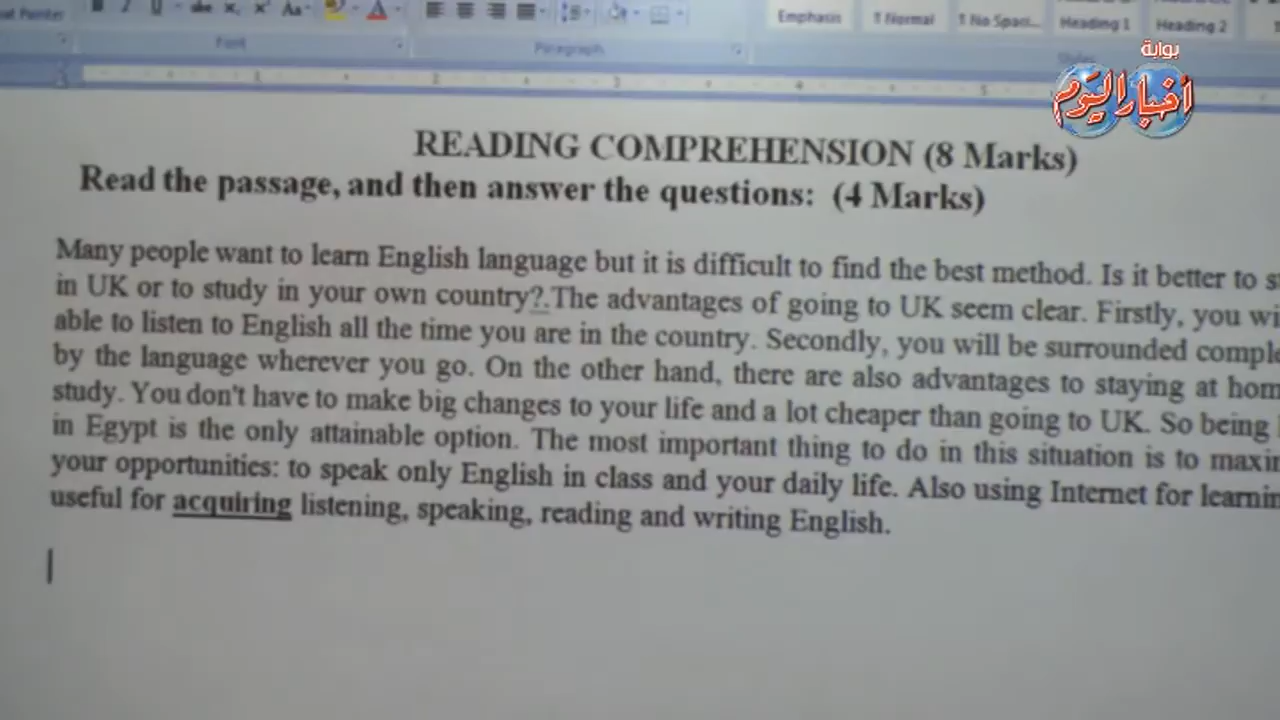 Emphasis
¶ Normal
¶ No Spaci...
Heading 1
Heading 2
Font
Paragraph
بوابة
أخبار اليوم
READING COMPREHENSION (8 Marks)
Read the passage, and then answer the questions: (4 Marks)
Many people want to learn English language but it is difficult to find the best method. Is it better to
in UK or to study in your own country?.The advantages of going to UK seem clear. Firstly, you
able to listen to English all the time you are in the country. Secondly, you will be surrounded
by the language wherever you go. On the other hand, there are also advantages to staying at
study. You don't have to make big changes to your life and a lot cheaper than going to UK. So being
in Egypt is the only attainable option. The most important thing to do in this situation is to
your opportunities: to speak only English in class and your daily life. Also using Internet for
useful for acquiring listening, speaking, reading and writing English.